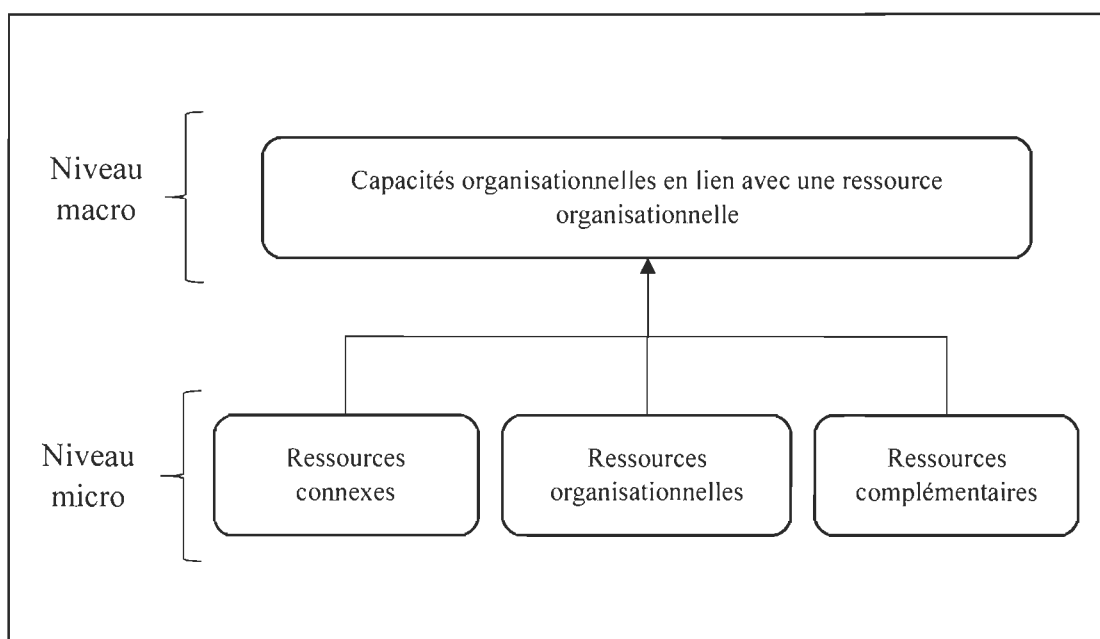 Niveau
macro
Capacités organisationnelles en lien avec une ressource
organisationnelle
Niveau
micro
Ressources
connexes
Ressources
organisationnelles
Ressources
complémentaires